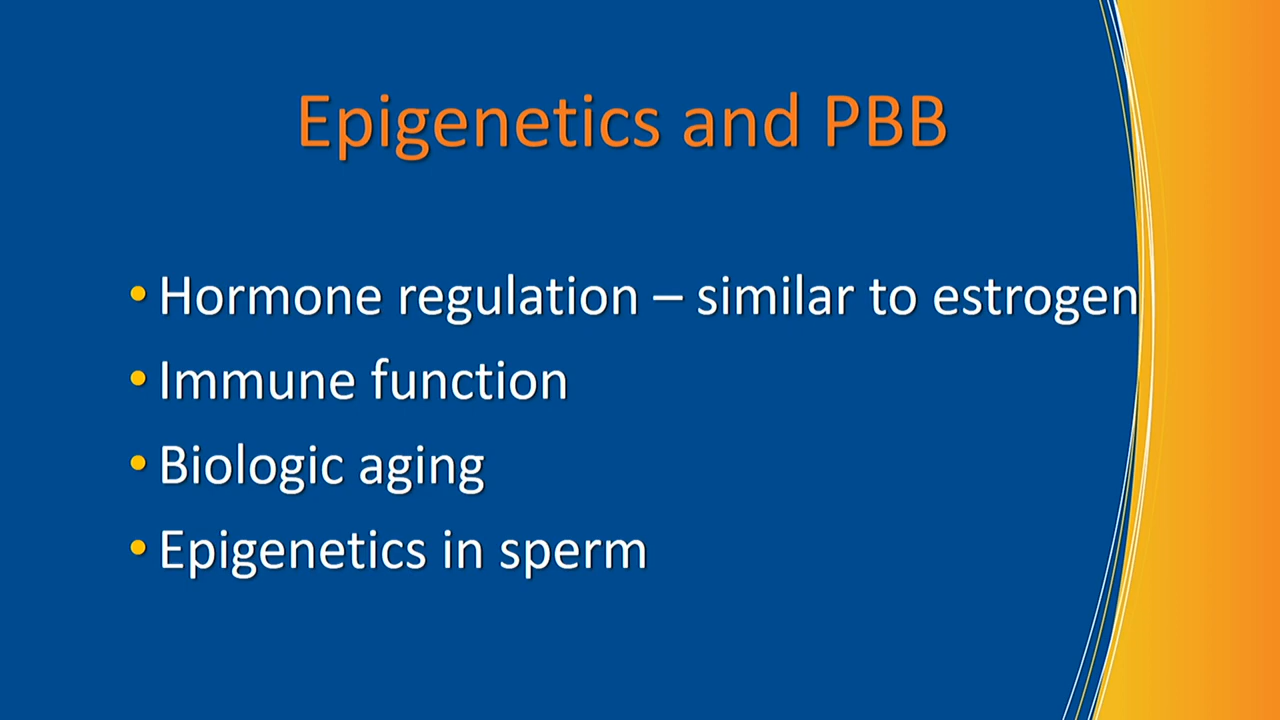 Epigenetics and PBB
• Hormone regulation – similar to estrogen
• Immune function
• Biologic aging
• Epigenetics in sperm